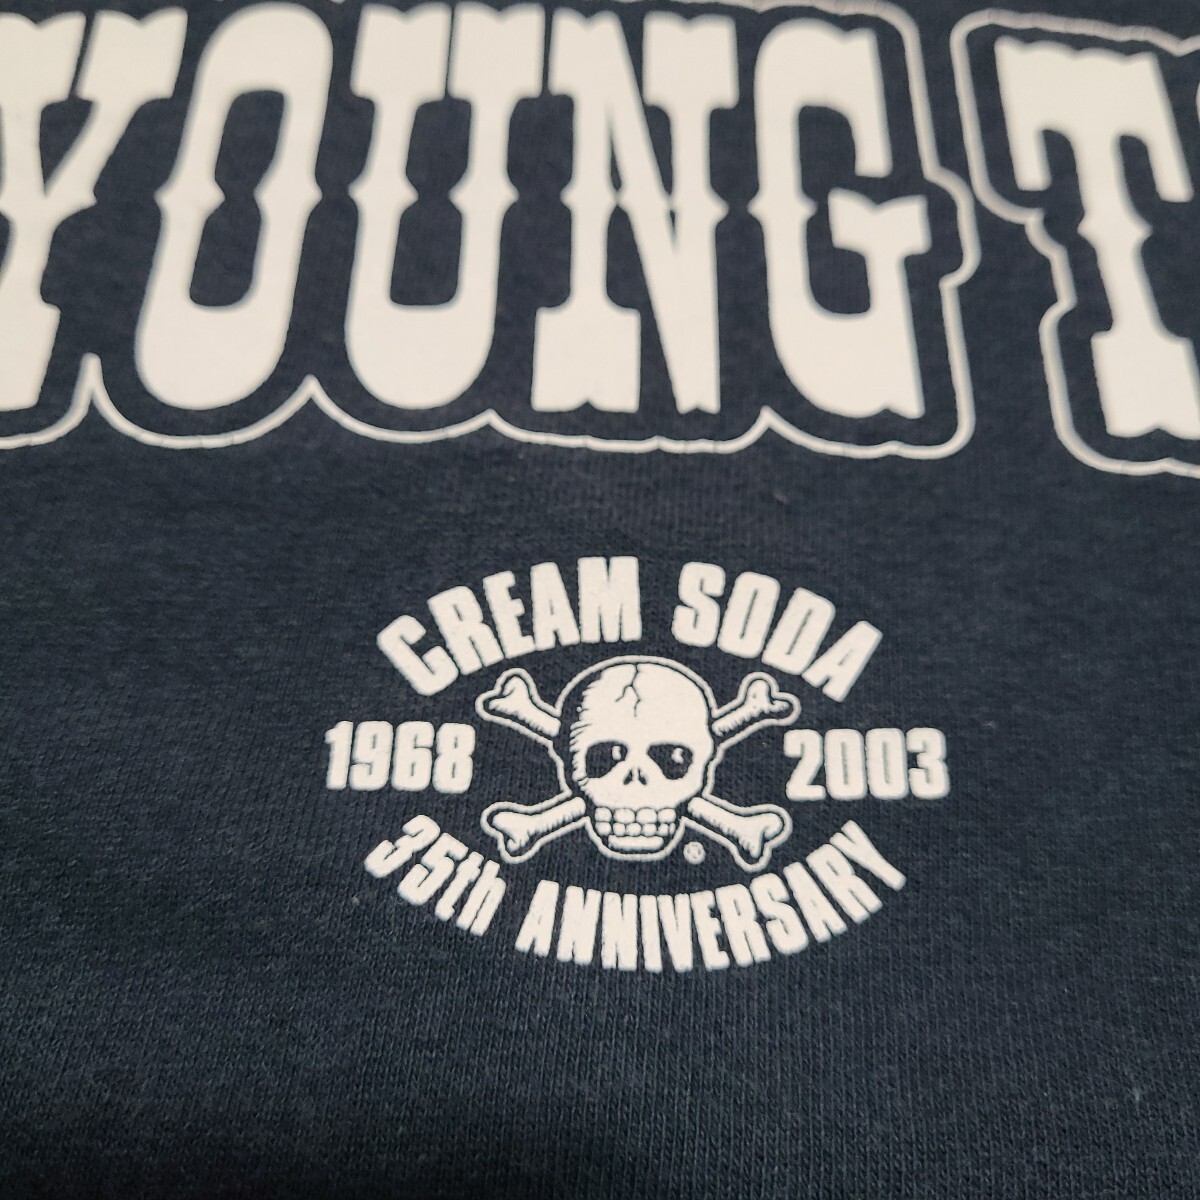 YOUNG T
CREAM SODA
1968 2003
®
35th ANNIVERSARY